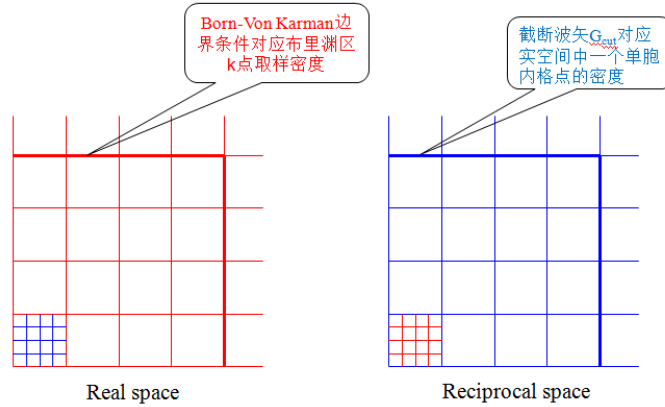 Born-Von Karman边
界条件对应布里渊区
k点取样密度
截断波矢Gcut对应
实空间中一个单胞
内格点的密度
Real space
Reciprocal space